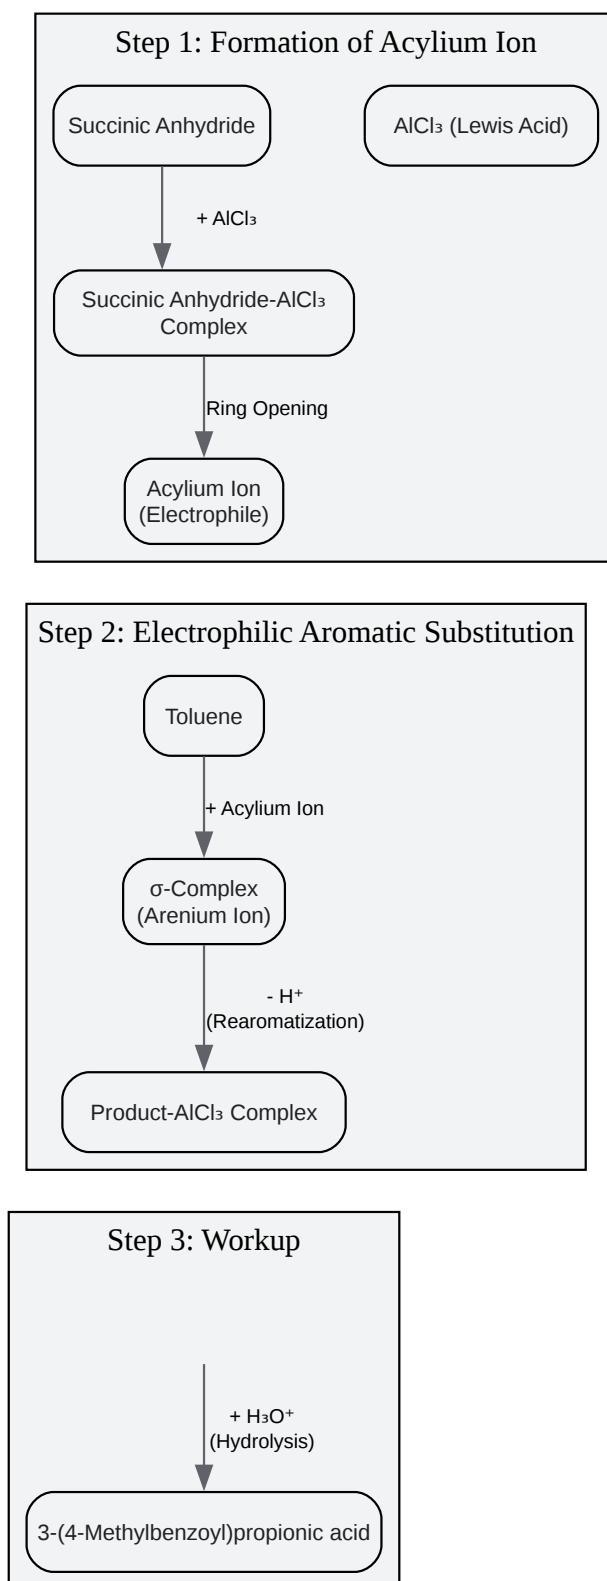 Step 1: Formation of Acylium Ion
Succinic Anhydride
AlCl₃ (Lewis Acid)
+ AlCl₃
Succinic Anhydride-AlCl₃
Complex
Ring Opening
Acylium Ion
(Electrophile)
Step 2: Electrophilic Aromatic Substitution
Toluene
+ Acylium Ion
σ-Complex
(Arenium Ion)
- H⁺
(Rearomatization)
Product-AlCl₃ Complex
Step 3: Workup
+ H₃O⁺
(Hydrolysis)
3-(4-Methylbenzoyl)propionic acid